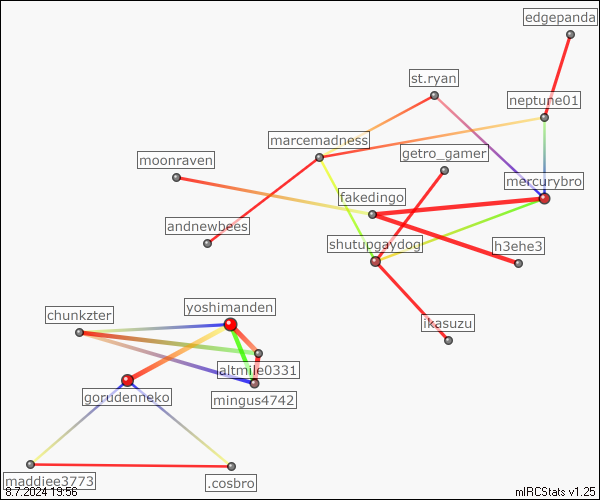 edgepanda
st.ryan
neptune01
marcemadness
getro_gamer
moonraven
mercurybro
fakedingo
andnewbees
shutupgaydog
h3ehe3
yoshimanden
chunkzter
ikasuzu
altmile0331
gorudenneko
mingus4742
maddiee3773
.cosbro
8.7.2024 19:56
mIRCStats v1.25